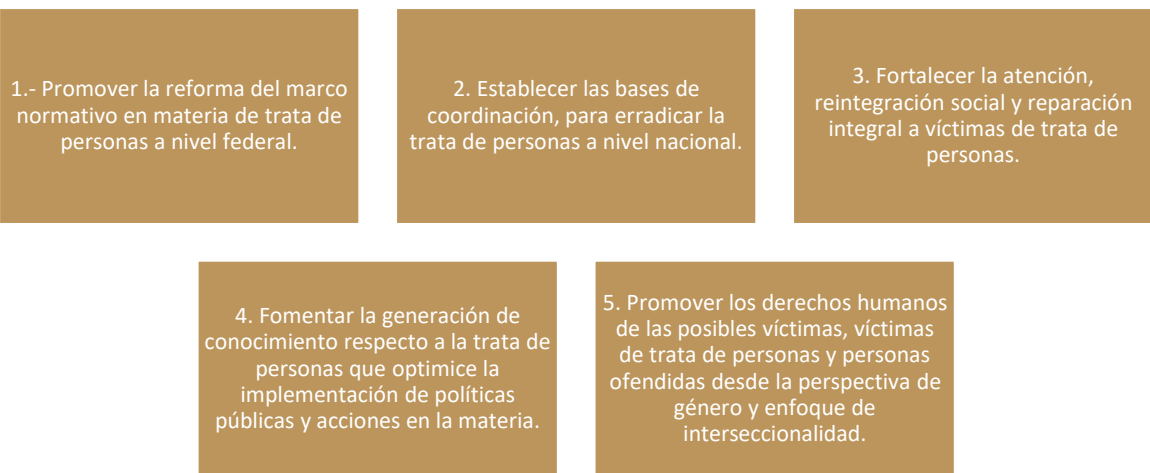 1.- Promover la reforma del marco
normativo en materia de trata de
personas a nivel federal.
2. Establecer las bases de
coordinación, para erradicar la
trata de personas a nivel nacional.
3. Fortalecer la atención,
reintegración social y reparación
integral a víctimas de trata de
personas.
4. Fomentar la generación de
conocimiento respecto a la trata de
personas que optimice la
implementación de políticas
públicas y acciones en la materia.
5. Promover los derechos humanos
de las posibles víctimas, víctimas
de trata de personas y personas
ofendidas desde la perspectiva de
género y enfoque de
interseccionalidad.